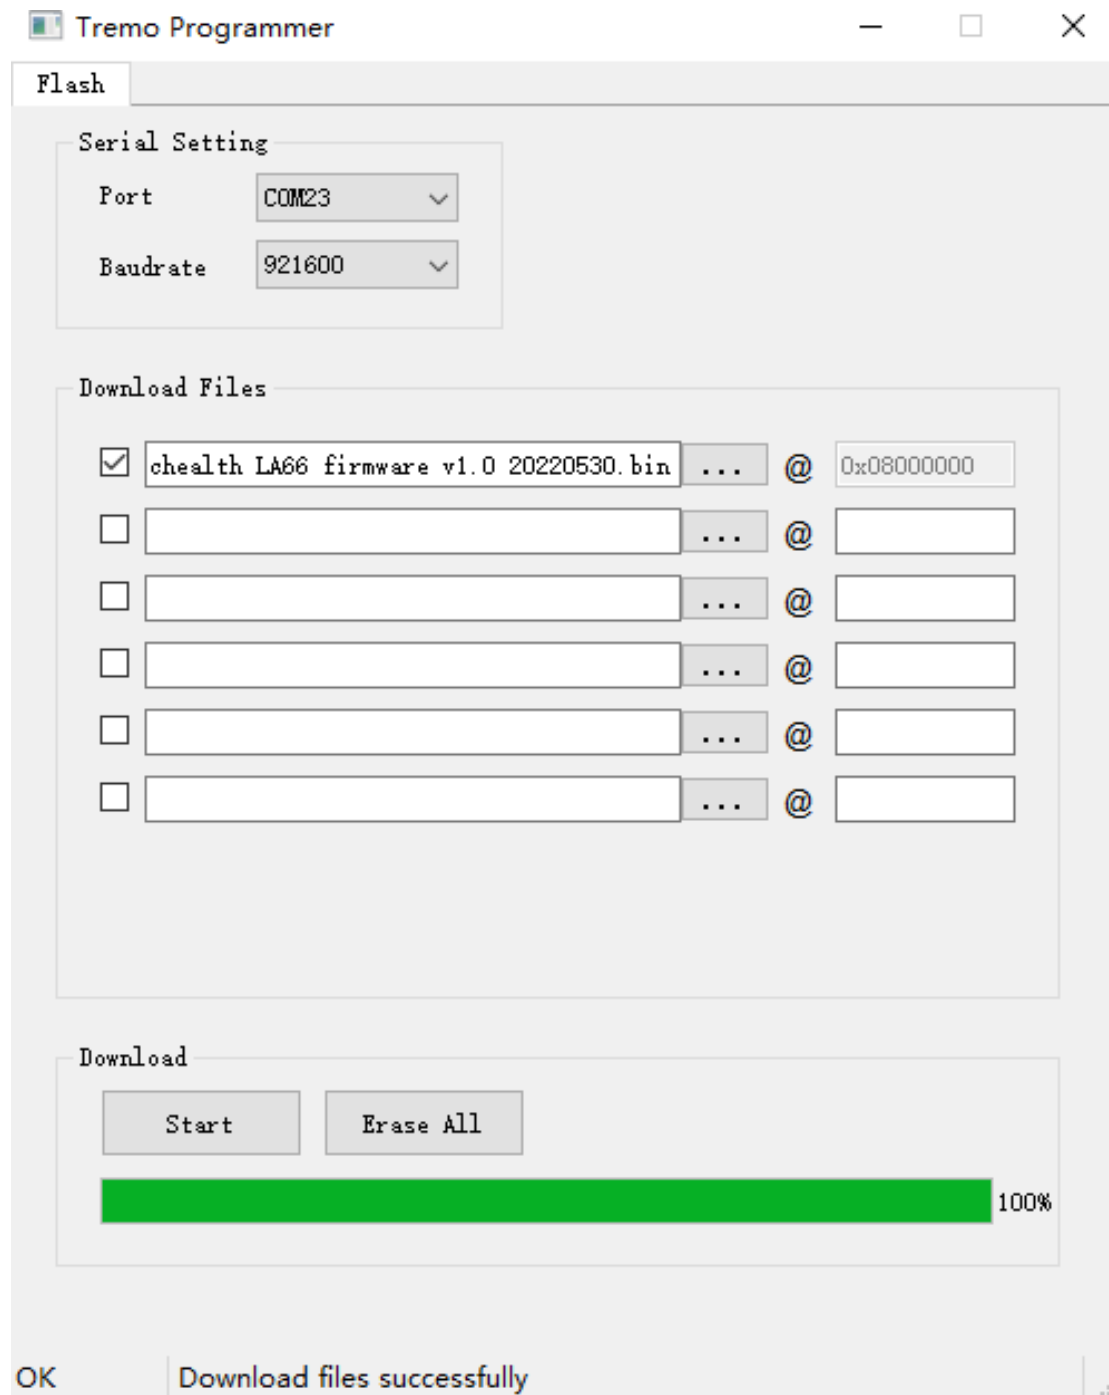 Tremo Programmer
Flash
Serial Setting
Port COM23
Baudrate 921600
Download Files
chealth LA66 firmware v1.0 20220530.bin ... @ 0x08000000
... @
... @
... @
... @
... @
Download
Start Erase All
100%
OK Download files successfully